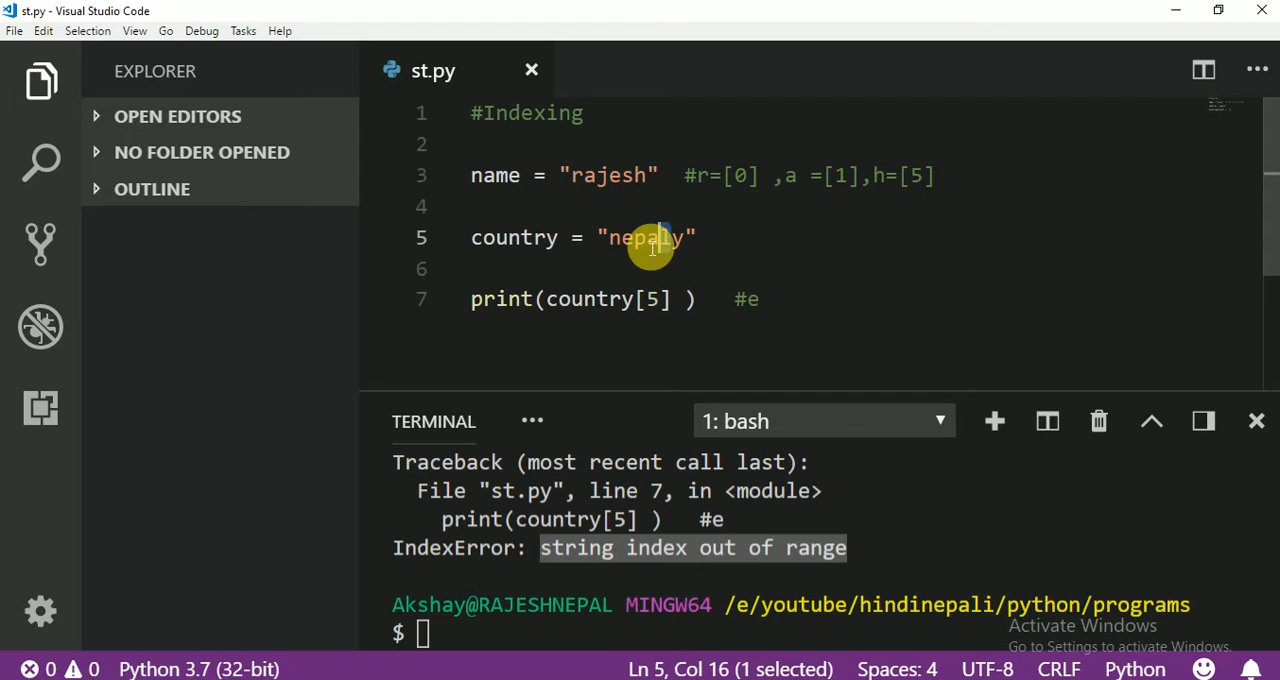 st.py - Visual Studio Code
File Edit Selection View Go Debug Tasks Help
EXPLORER
OPEN EDITORS
NO FOLDER OPENED
OUTLINE
st.py
1 #Indexing
2
3 name = "rajesh" #r=[0] ,a =[1],h=[5]
4
5 country = "nepaly"
6
7 print(country[5] ) #e
TERMINAL
1: bash
Traceback (most recent call last):
File "st.py", line 7, in <module>
print(country[5] ) #e
IndexError: string index out of range
Akshay@RAJESHNEPAL MINGW64 /e/youtube/hindinepali/python/programs
$
Activate Windows
Go to Settings to activate Windows.
0 0 Python 3.7 (32-bit) Ln 5, Col 16 (1 selected) Spaces: 4 UTF-8 CRLF Python